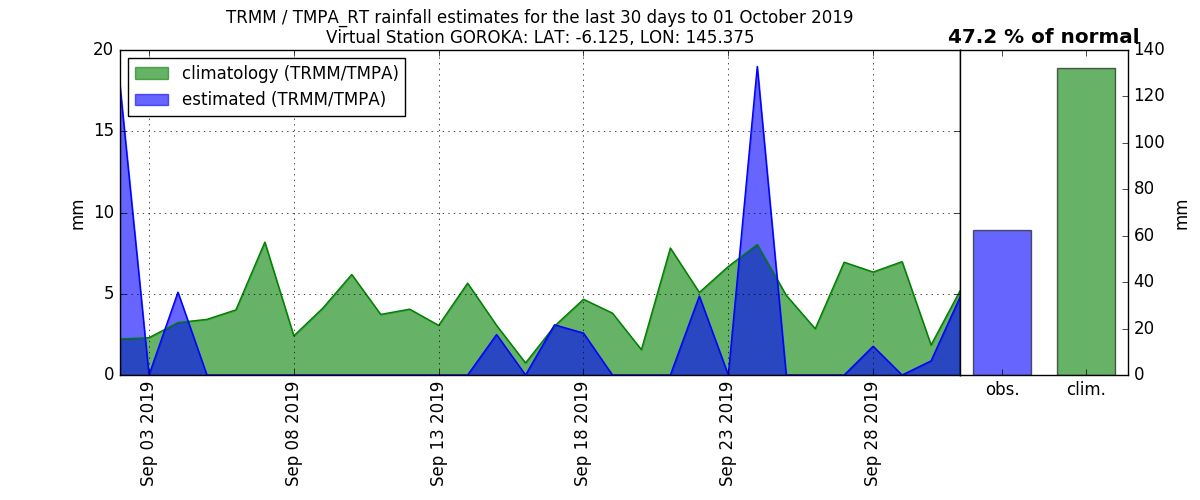 TRMM / TMPA_RT rainfall estimates for the last 30 days to 01 October 2019
Virtual Station GOROKA: LAT: -6.125, LON: 145.375
47.2 % of normal
climatology (TRMM/TMPA)
estimated (TRMM/TMPA)
20
15
10
5
0
mm
Sep 03 2019
Sep 08 2019
Sep 13 2019
Sep 18 2019
Sep 23 2019
Sep 28 2019
obs.
clim.
140
120
100
80
60
40
20
0
mm